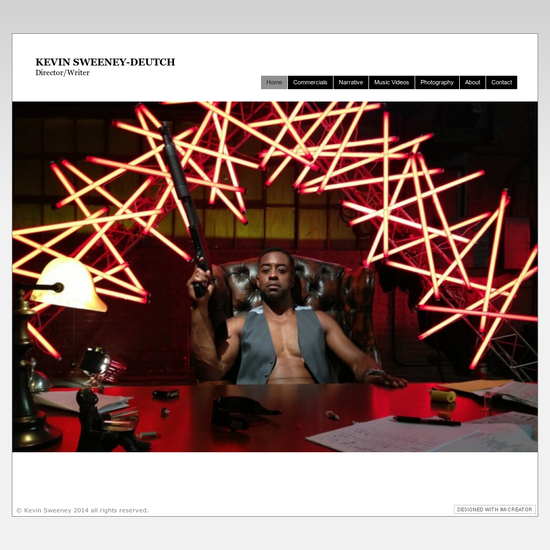 KEVIN SWEENEY-DEUTCH
Director/Writer
Home Commercials Narrative Music Videos Photography About Contact
© Kevin Sweeney 2014 all rights reserved.
DESIGNED WITH IM-CREATOR